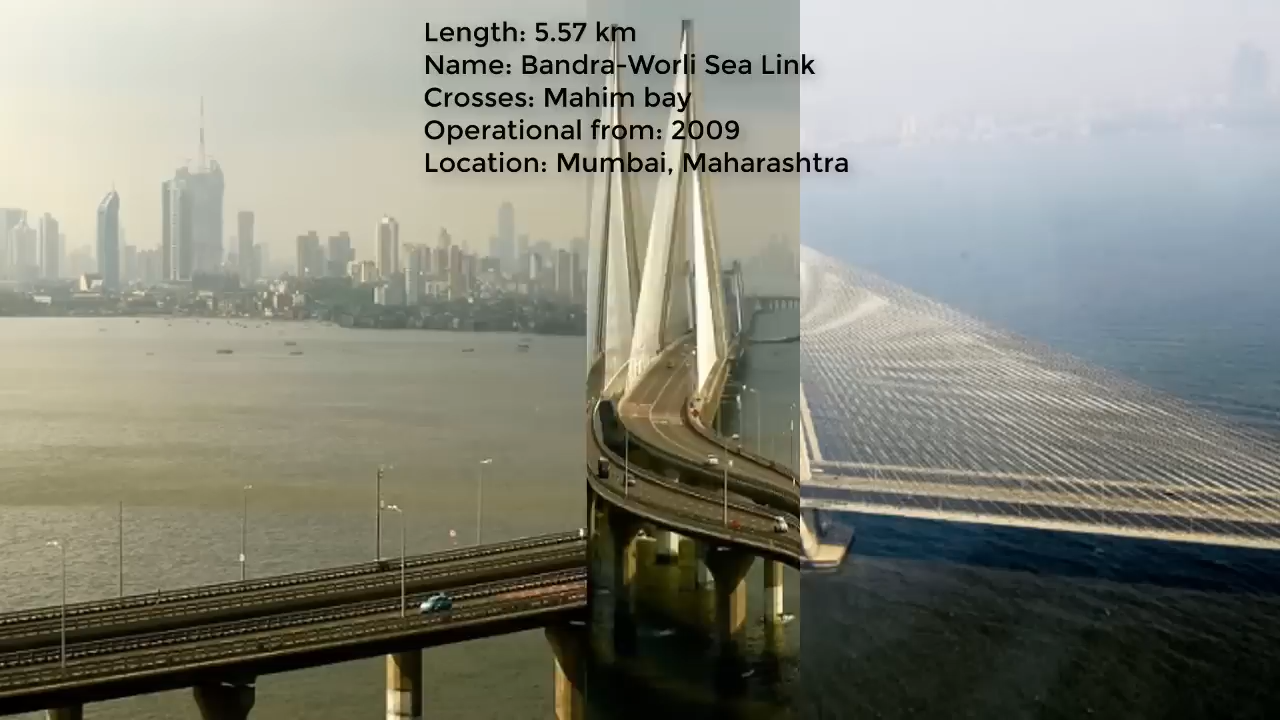 Length: 5.57 km
Name: Bandra-Worli Sea Link
Crosses: Mahim bay
Operational from: 2009
Location: Mumbai, Maharashtra